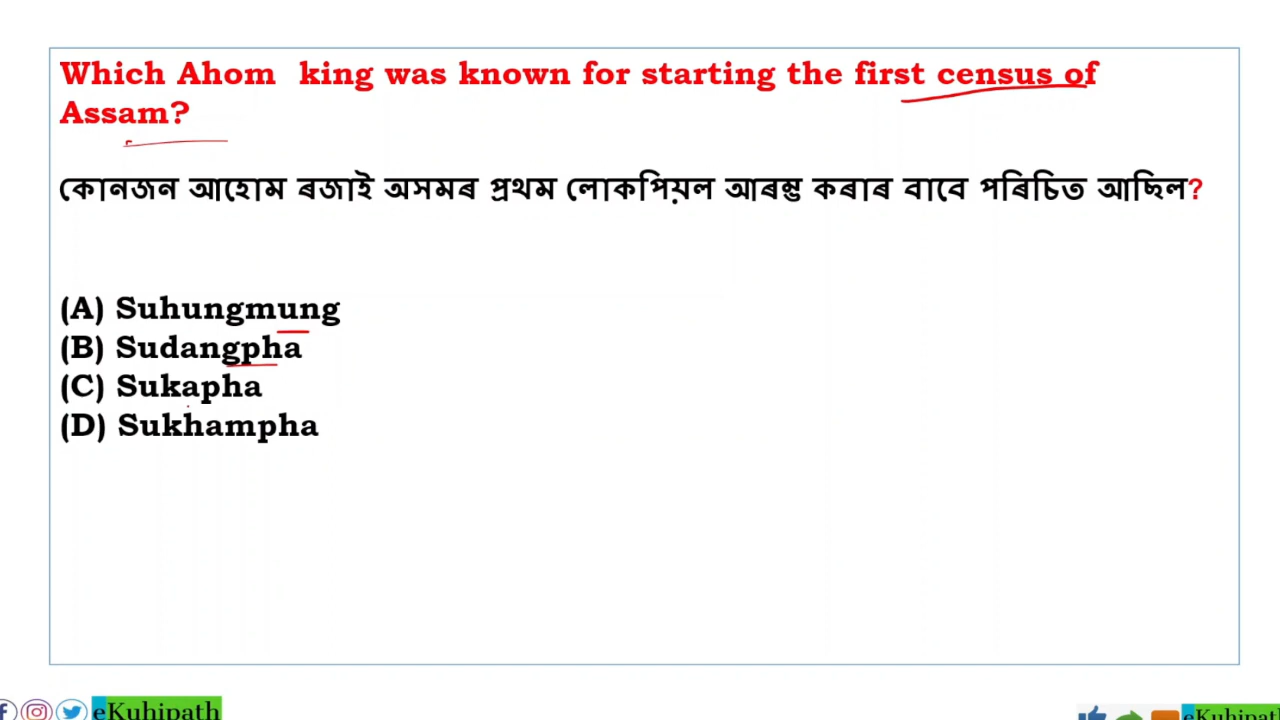 Which Ahom king was known for starting the first census of
Assam?
কোনজন আহোম ৰজাই অসমৰ প্ৰথম লোকপিয়ল আৰম্ভ কৰাৰ বাবে পৰিচিত আছিল?
(A) Suhungmung
(B) Sudangpha
(C) Sukapha
(D) Sukhampha
eKuhipath
eKuhipath